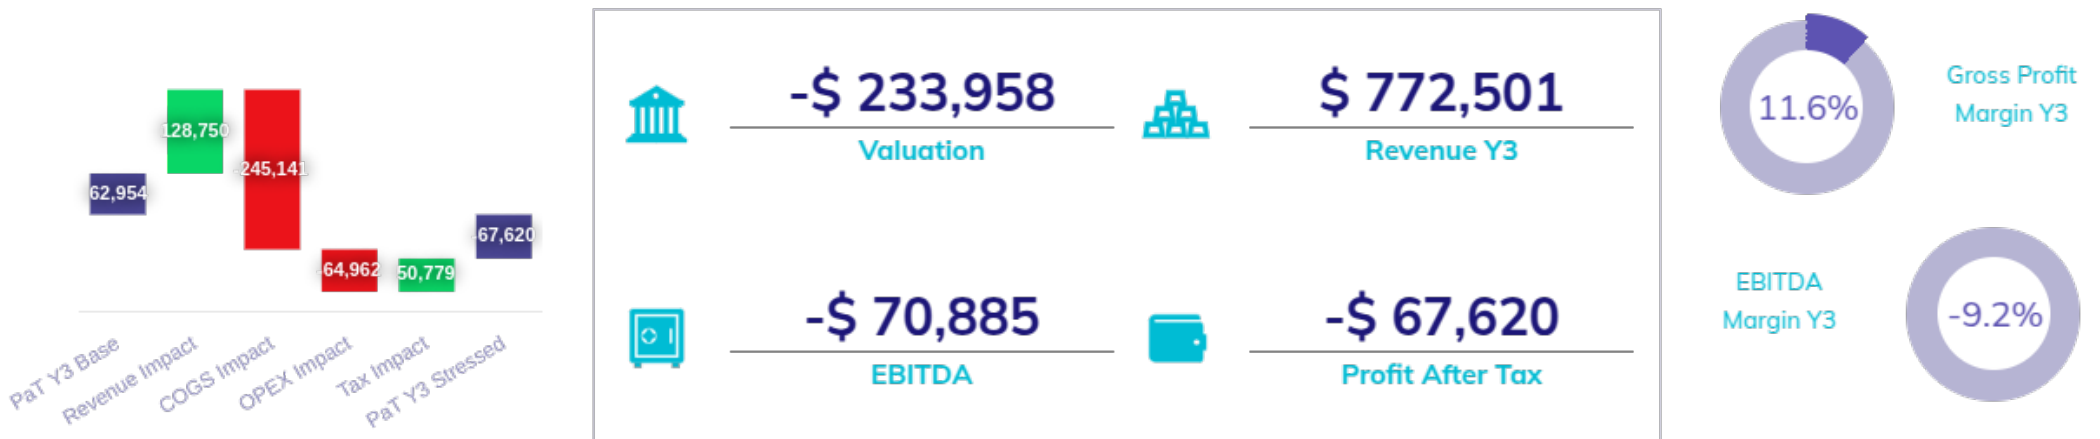 62,954
128,750
-245,141
-64,962
50,779
-67,620
PaT Y3 Base
Revenue Impact
COGS Impact
OPEX Impact
Tax Impact
PaT Y3 Stressed
-$ 233,958
Valuation
$ 772,501
Revenue Y3
-$ 70,885
EBITDA
-$ 67,620
Profit After Tax
11.6%
Gross Profit
Margin Y3
EBITDA
Margin Y3
-9.2%